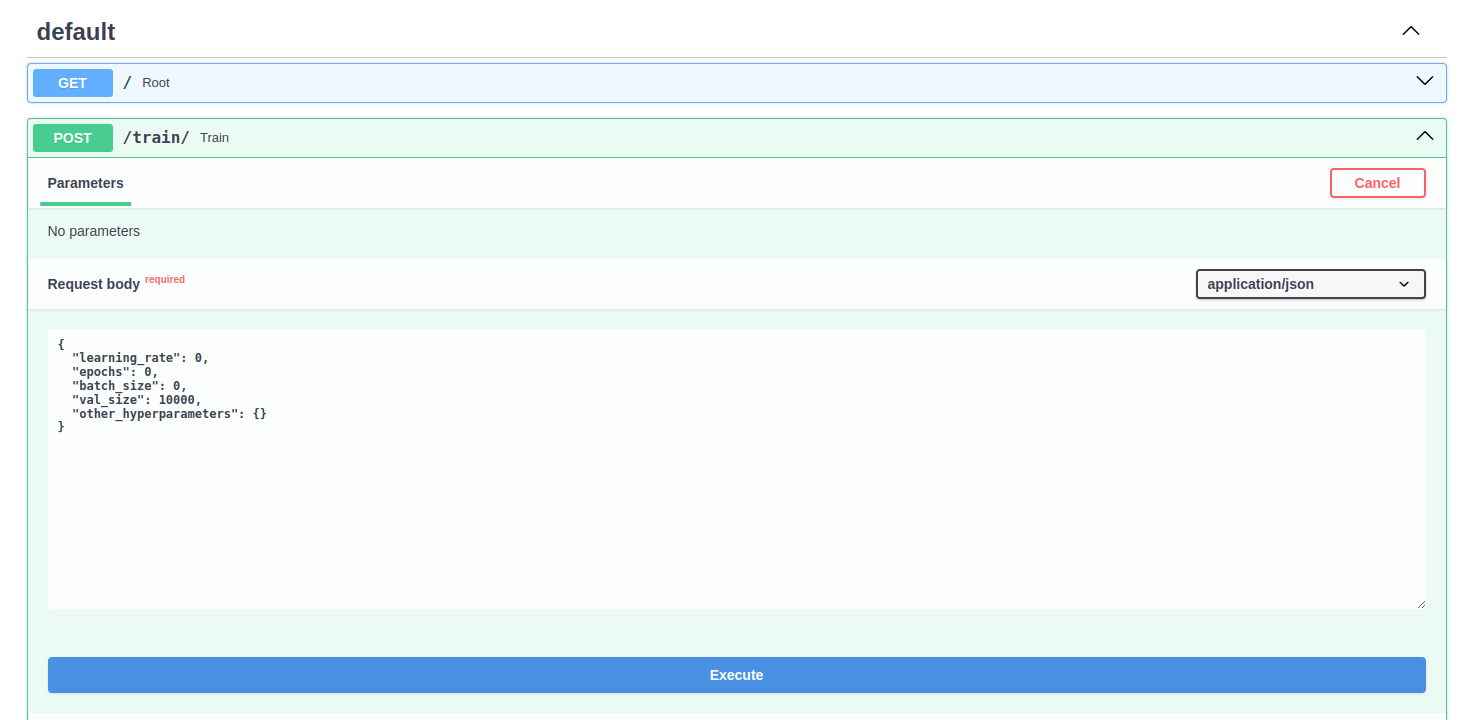 default
GET / Root
POST /train/ Train
Parameters Cancel
No parameters
Request body required application/json
{
  "learning_rate": 0,
  "epochs": 0,
  "batch_size": 0,
  "val_size": 10000,
  "other_hyperparameters": {}
}
Execute